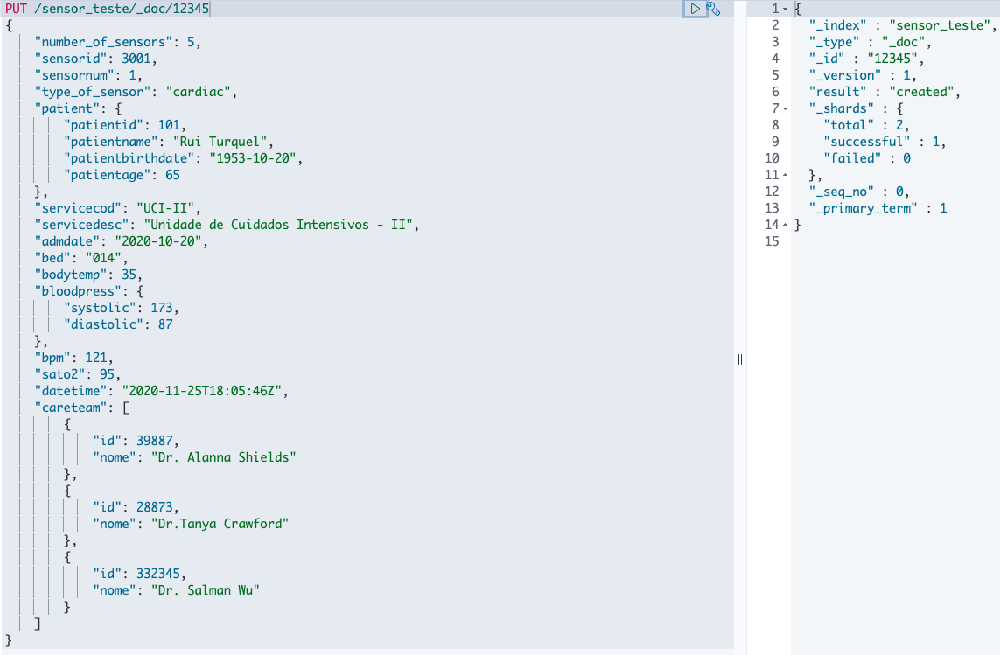 PUT /sensor_teste/_doc/12345
{
    "number_of_sensors": 5,
    "sensorid": 3001,
    "sensornum": 1,
    "type_of_sensor": "cardiac",
    "patient": {
        "patientid": 101,
        "patientname": "Rui Turquel",
        "patientbirthdate": "1953-10-20",
        "patientage": 65
    },
    "servicecod": "UCI-II",
    "servicedesc": "Unidade de Cuidados Intensivos - II",
    "admdate": "2020-10-20",
    "bed": "014",
    "bodytemp": 35,
    "bloodpress": {
        "systolic": 173,
        "diastolic": 87
    },
    "bpm": 121,
    "sato2": 95,
    "datetime": "2020-11-25T18:05:46Z",
    "careteam": [
        {
            "id": 39887,
            "nome": "Dr. Alanna Shields"
        },
        {
            "id": 28873,
            "nome": "Dr.Tanya Crawford"
        },
        {
            "id": 332345,
            "nome": "Dr. Salman Wu"
        }
    ]
}
1 {
2   "_index" : "sensor_teste",
3   "_type" : "_doc",
4   "_id" : "12345",
5   "_version" : 1,
6   "result" : "created",
7   "_shards" : {
8     "total" : 2,
9     "successful" : 1,
10     "failed" : 0
11   },
12   "_seq_no" : 0,
13   "_primary_term" : 1
14 }
15